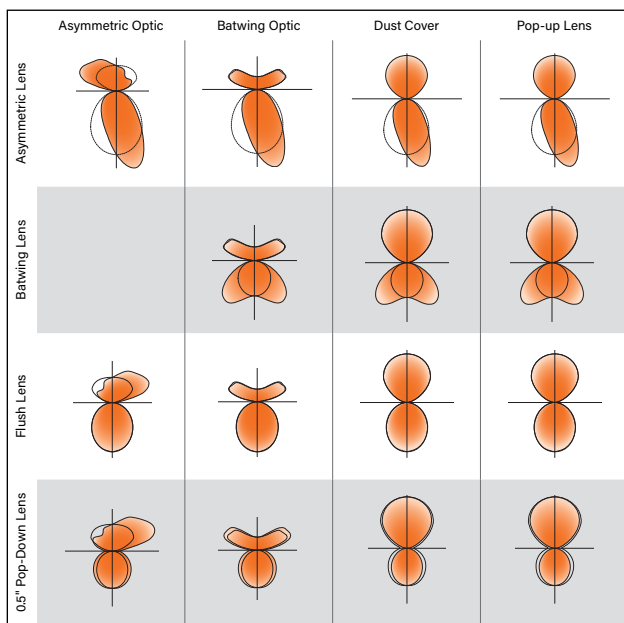 Asymmetric Optic
Batwing Optic
Dust Cover
Pop-up Lens
Asymmetric Lens
Batwing Lens
Flush Lens
0.5" Pop-Down Lens